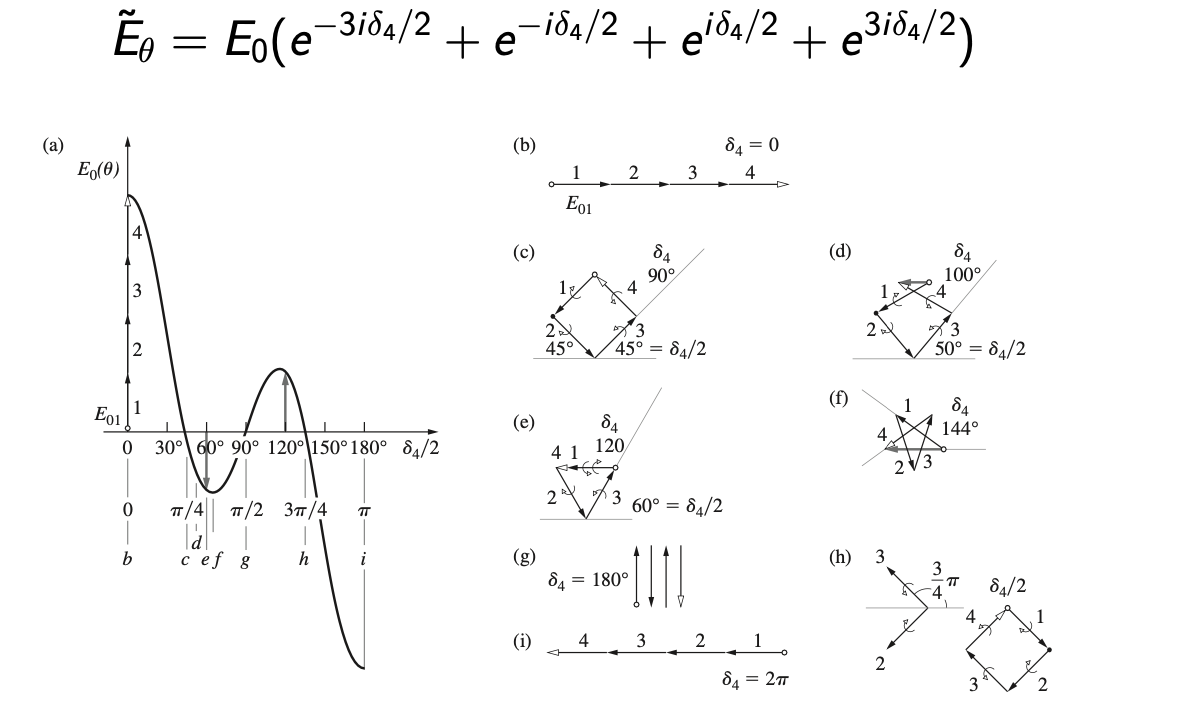 Ẽθ = E0(e^−3iδ4/2 + e^−iδ4/2 + e^iδ4/2 + e^3iδ4/2)
(a)
E0(θ)
4
3
2
1
E01
0 30° 60° 90° 120° 150° 180° δ4/2
0 π/4 π/2 3π/4 π
d
b c e f g h i
(b)
δ4 = 0
1 2 3 4
E01
(c)
δ4
90°
1 4
2 3
45° 45° = δ4/2
(d)
δ4
100°
1 4
2 3
50° = δ4/2
(e)
δ4
4 1 120
2 3 60° = δ4/2
(f)
1 δ4
4 144°
2 3
(g)
δ4 = 180°
(h)
3
3/4 π
δ4/2
4 1
2
3 2
(i)
4 3 2 1
δ4 = 2π